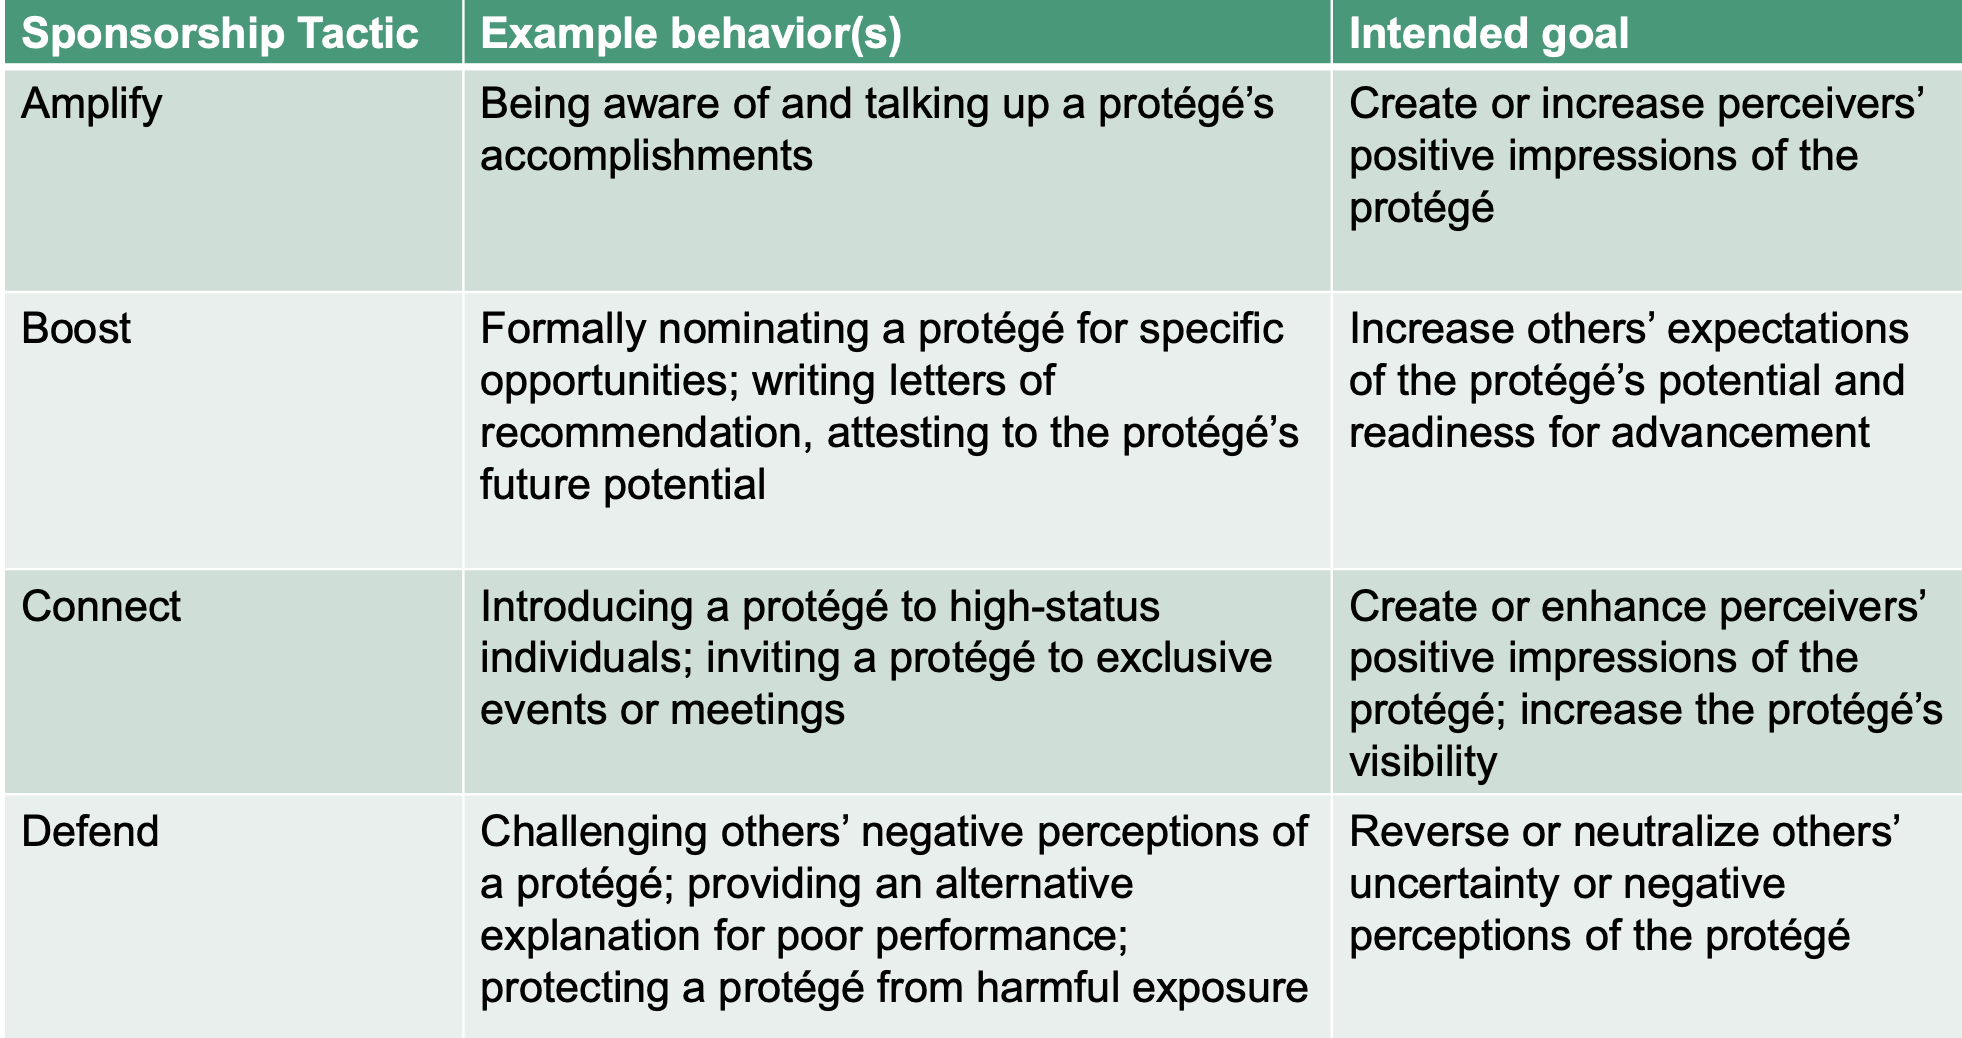 Sponsorship Tactic
Example behavior(s)
Intended goal
Amplify
Being aware of and talking up a protégé’s
accomplishments
Create or increase perceivers’
positive impressions of the
protégé
Boost
Formally nominating a protégé for specific
opportunities; writing letters of
recommendation, attesting to the protégé’s
future potential
Increase others’ expectations
of the protégé’s potential and
readiness for advancement
Connect
Introducing a protégé to high-status
individuals; inviting a protégé to exclusive
events or meetings
Create or enhance perceivers’
positive impressions of the
protégé; increase the protégé’s
visibility
Defend
Challenging others’ negative perceptions of
a protégé; providing an alternative
explanation for poor performance;
protecting a protégé from harmful exposure
Reverse or neutralize others’
uncertainty or negative
perceptions of the protégé